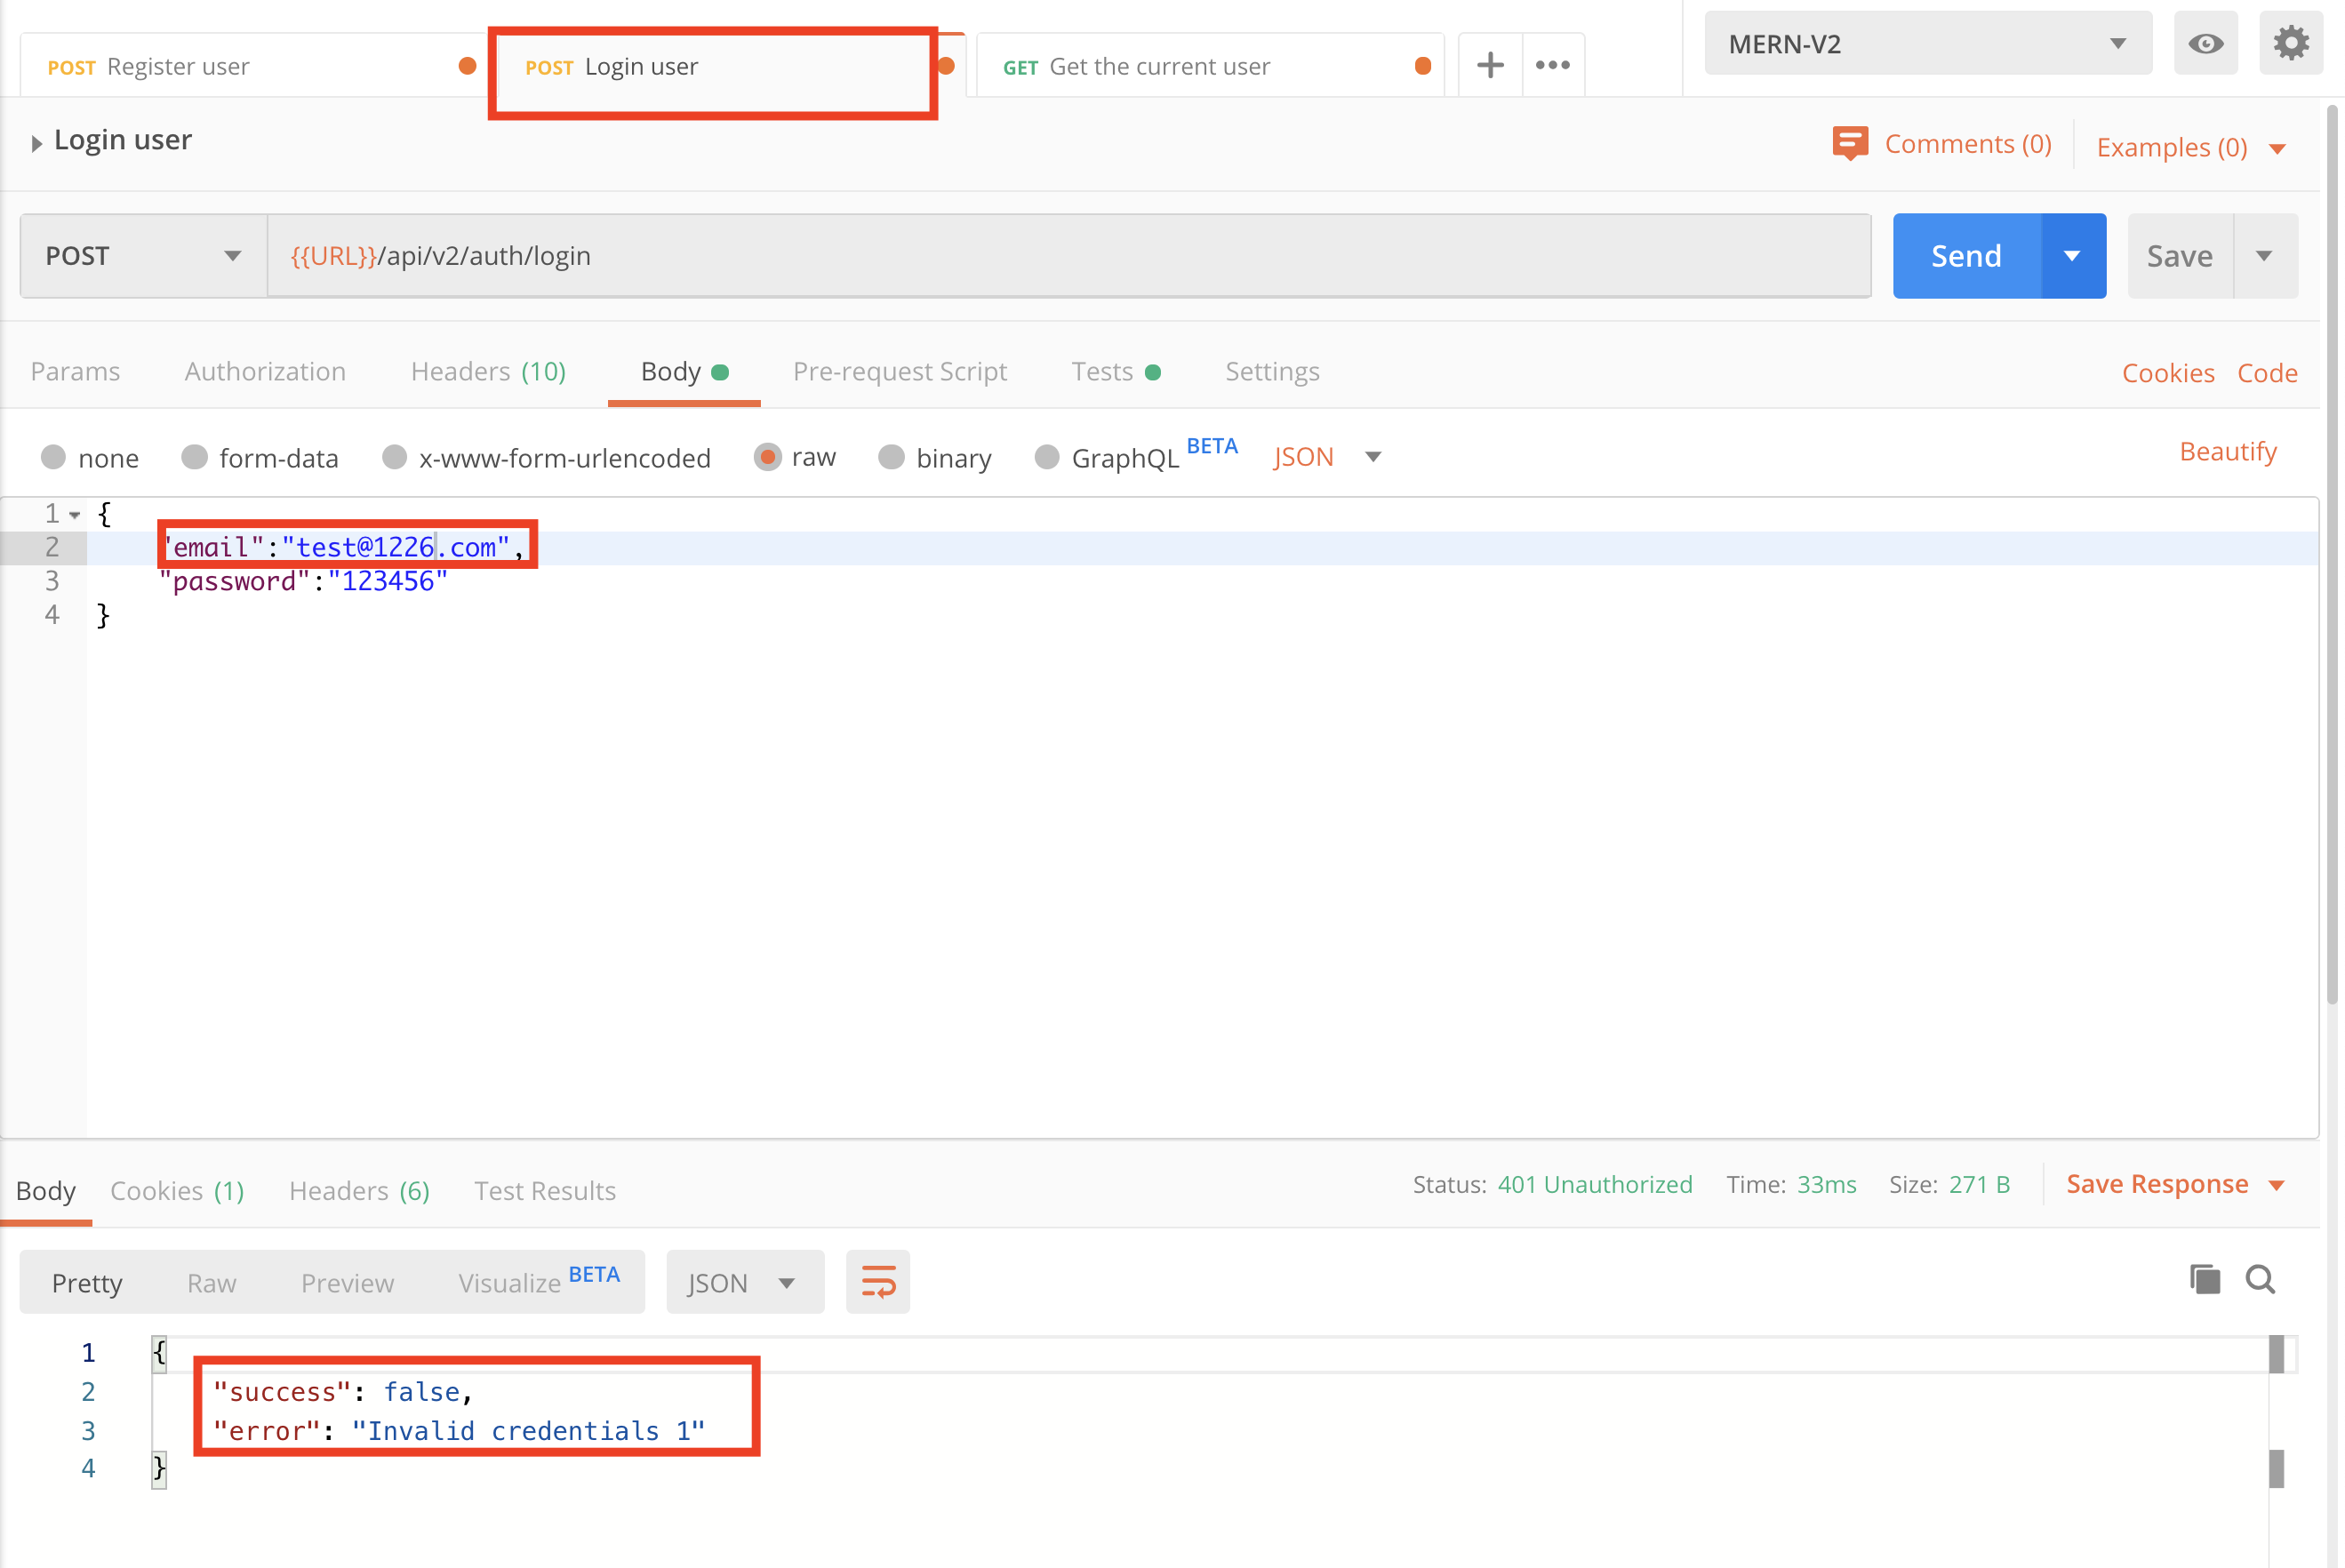 POST Register user
POST Login user
GET Get the current user
MERN-V2
Login user
Comments (0)
Examples (0)
POST
{{URL}}/api/v2/auth/login
Send
Save
Params
Authorization
Headers (10)
Body
Pre-request Script
Tests
Settings
Cookies
Code
none
form-data
x-www-form-urlencoded
raw
binary
GraphQL BETA
JSON
Beautify
1 {
2 "email":"test@1226.com",
3 "password":"123456"
4 }
Body
Cookies (1)
Headers (6)
Test Results
Status: 401 Unauthorized
Time: 33ms
Size: 271 B
Save Response
Pretty
Raw
Preview
Visualize BETA
JSON
1 {
2 "success": false,
3 "error": "Invalid credentials 1"
4 }